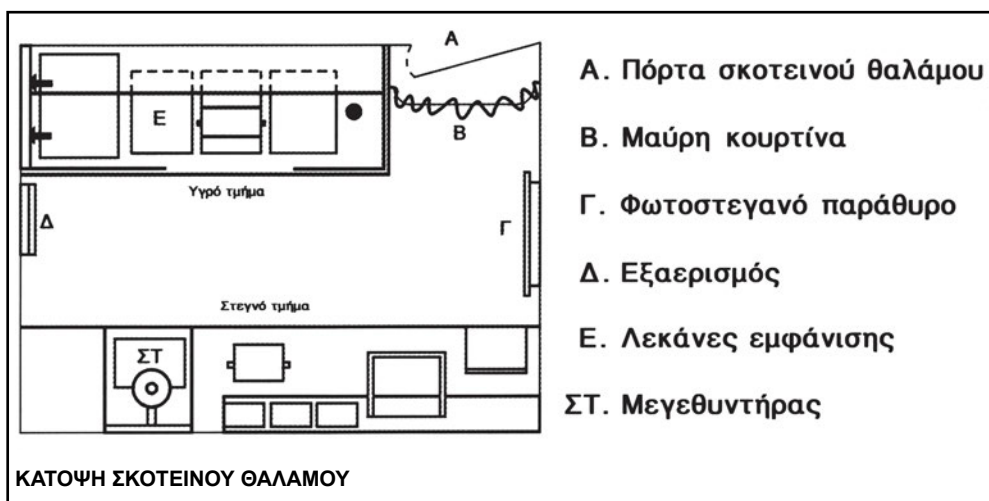 Α
Β
Ε
Υγρό τμήμα
Δ
Γ
Στεγνό τμήμα
ΣΤ
Α. Πόρτα σκοτεινού θαλάμου
Β. Μαύρη κουρτίνα
Γ. Φωτοστεγανό παράθυρο
Δ. Εξαερισμός
Ε. Λεκάνες εμφάνισης
ΣΤ. Μεγεθυντήρας
ΚΑΤΟΨΗ ΣΚΟΤΕΙΝΟΥ ΘΑΛΑΜΟΥ